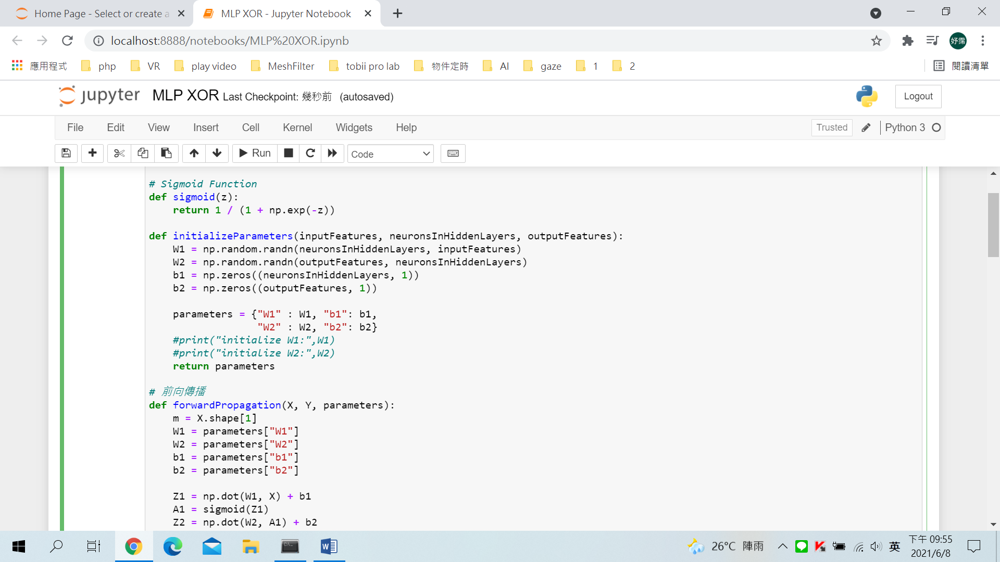 Home Page - Select or create a
MLP XOR - Jupyter Notebook
localhost:8888/notebooks/MLP%20XOR.ipynb
妤霈
應用程式
php
VR
play video
MeshFilter
tobii pro lab
物件定時
AI
gaze
1
2
閱讀清單
jupyter
MLP XOR Last Checkpoint: 幾秒前 (autosaved)
Logout
File
Edit
View
Insert
Cell
Kernel
Widgets
Help
Trusted
Python 3
Run
Code
# Sigmoid Function
def sigmoid(z):
    return 1 / (1 + np.exp(-z))
def initializeParameters(inputFeatures, neuronsInHiddenLayers, outputFeatures):
    W1 = np.random.randn(neuronsInHiddenLayers, inputFeatures)
    W2 = np.random.randn(outputFeatures, neuronsInHiddenLayers)
    b1 = np.zeros((neuronsInHiddenLayers, 1))
    b2 = np.zeros((outputFeatures, 1))
    parameters = {"W1" : W1, "b1": b1,
                  "W2" : W2, "b2": b2}
    #print("initialize W1:",W1)
    #print("initialize W2:",W2)
    return parameters
# 前向傳播
def forwardPropagation(X, Y, parameters):
    m = X.shape[1]
    W1 = parameters["W1"]
    W2 = parameters["W2"]
    b1 = parameters["b1"]
    b2 = parameters["b2"]
    Z1 = np.dot(W1, X) + b1
    A1 = sigmoid(Z1)
    Z2 = np.dot(W2, A1) + b2
26°C 陣雨
英
下午 09:55
2021/6/8